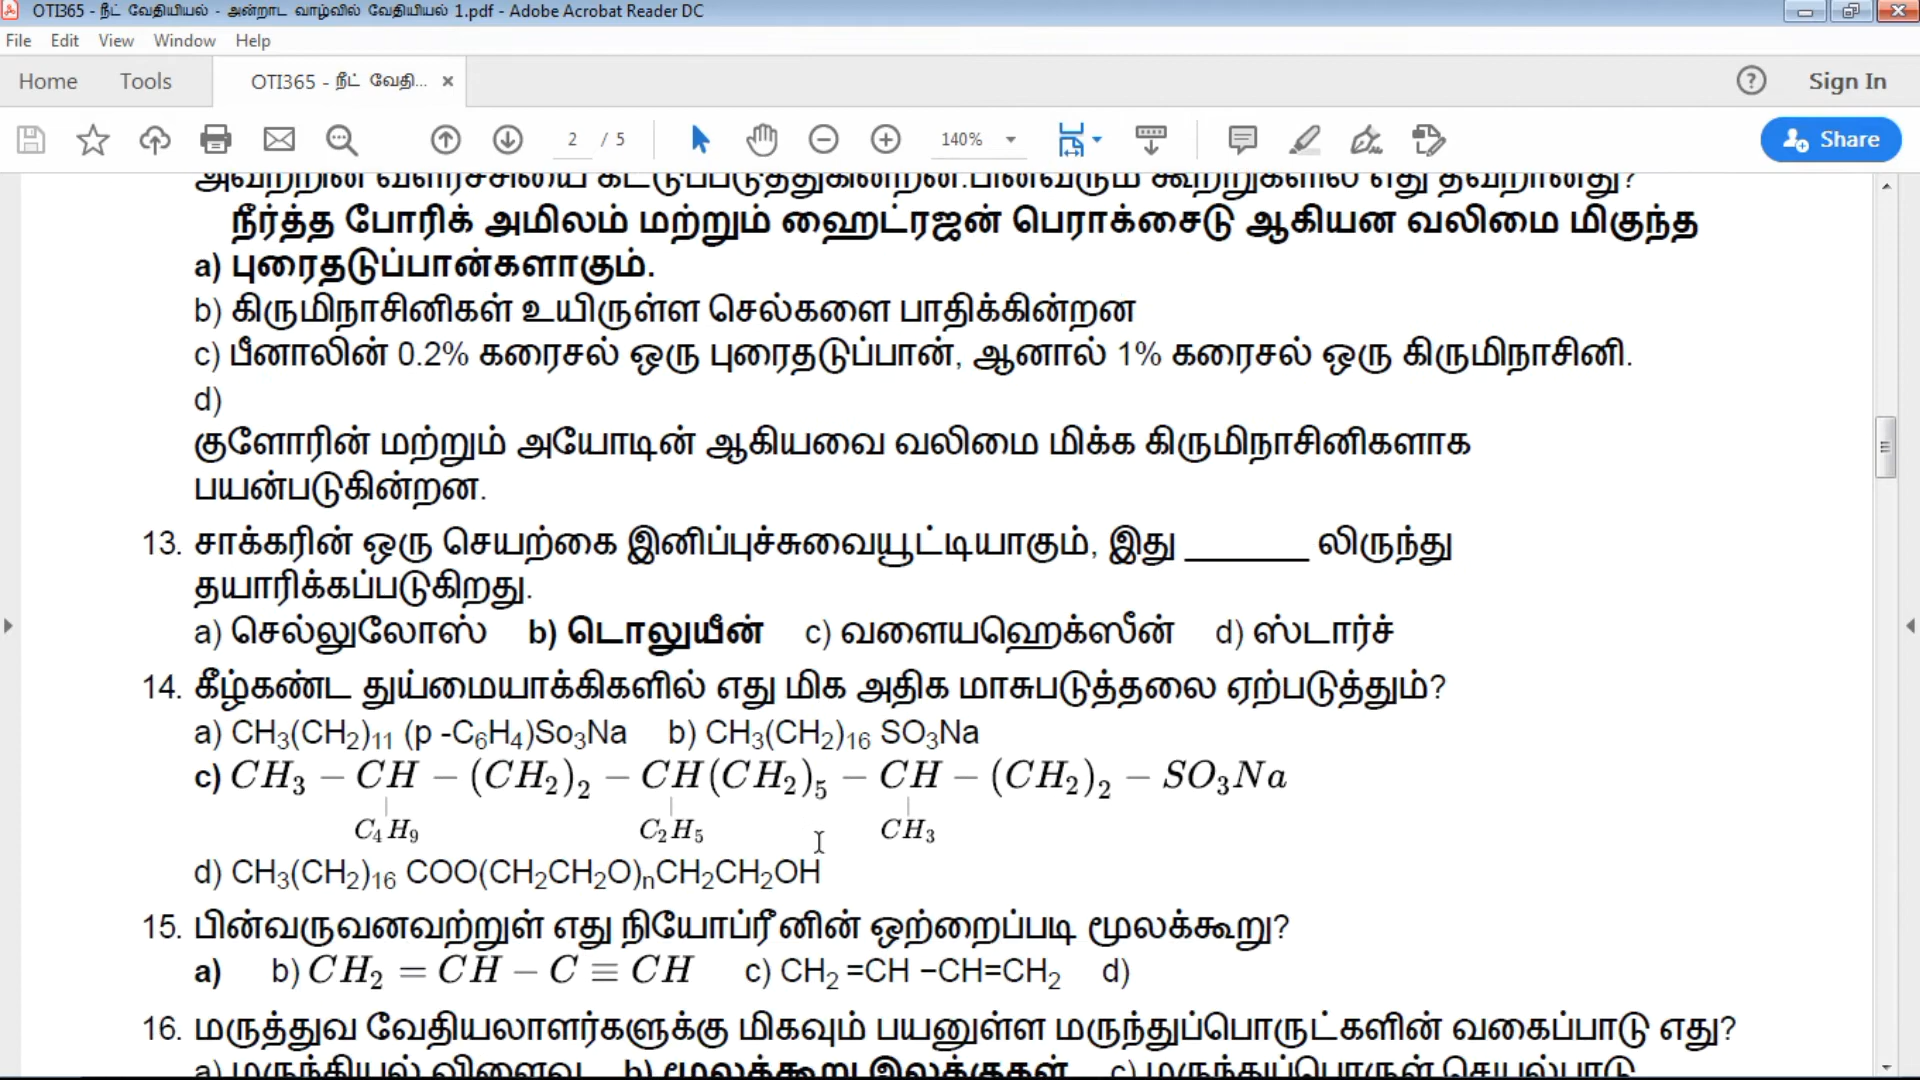 OTI365 - நீட் வேதியியல் - அன்றாட வாழ்வில் வேதியியல் 1.pdf - Adobe Acrobat Reader DC
File Edit View Window Help
Home Tools OTI365 - நீட் வேதி... × ? Sign In
2 / 5 140% Share
அவற்றின் வளர்ச்சியை கட்டுப்படுத்துகின்றன.பின்வரும் கூற்றுகளில் எது தவறானது?
நீர்த்த போரிக் அமிலம் மற்றும் ஹைட்ரஜன் பெராக்சைடு ஆகியன வலிமை மிகுந்த
a) புரைதடுப்பான்களாகும்.
b) கிருமிநாசினிகள் உயிருள்ள செல்களை பாதிக்கின்றன
c) பீனாலின் 0.2% கரைசல் ஒரு புரைதடுப்பான், ஆனால் 1% கரைசல் ஒரு கிருமிநாசினி.
d)
குளோரின் மற்றும் அயோடின் ஆகியவை வலிமை மிக்க கிருமிநாசினிகளாக
பயன்படுகின்றன.
13. சாக்கரின் ஒரு செயற்கை இனிப்புச்சுவையூட்டியாகும், இது _______ லிருந்து
தயாரிக்கப்படுகிறது.
a) செல்லுலோஸ் b) டொலுயீன் c) வளையஹெக்ஸீன் d) ஸ்டார்ச்
14. கீழ்கண்ட துய்மையாக்கிகளில் எது மிக அதிக மாசுபடுத்தலை ஏற்படுத்தும்?
a) CH₃(CH₂)₁₁ (p -C₆H₄)So₃Na b) CH₃(CH₂)₁₆ SO₃Na
c) CH₃ − CH − (CH₂)₂ − CH(CH₂)₅ − CH − (CH₂)₂ − SO₃Na
C₄H₉ C₂H₅ CH₃
d) CH₃(CH₂)₁₆ COO(CH₂CH₂O)ₙCH₂CH₂OH
15. பின்வருவனவற்றுள் எது நியோப்ரீனின் ஒற்றைப்படி மூலக்கூறு?
a) b) CH₂ = CH − C ≡ CH c) CH₂ =CH −CH=CH₂ d)
16. மருத்துவ வேதியலாளர்களுக்கு மிகவும் பயனுள்ள மருந்துப்பொருட்களின் வகைப்பாடு எது?
a) மருந்தியல் விளைவு b) மூலக்கூறு இலக்குகள் c) மருந்துப்பொருள் செயல்பாடு